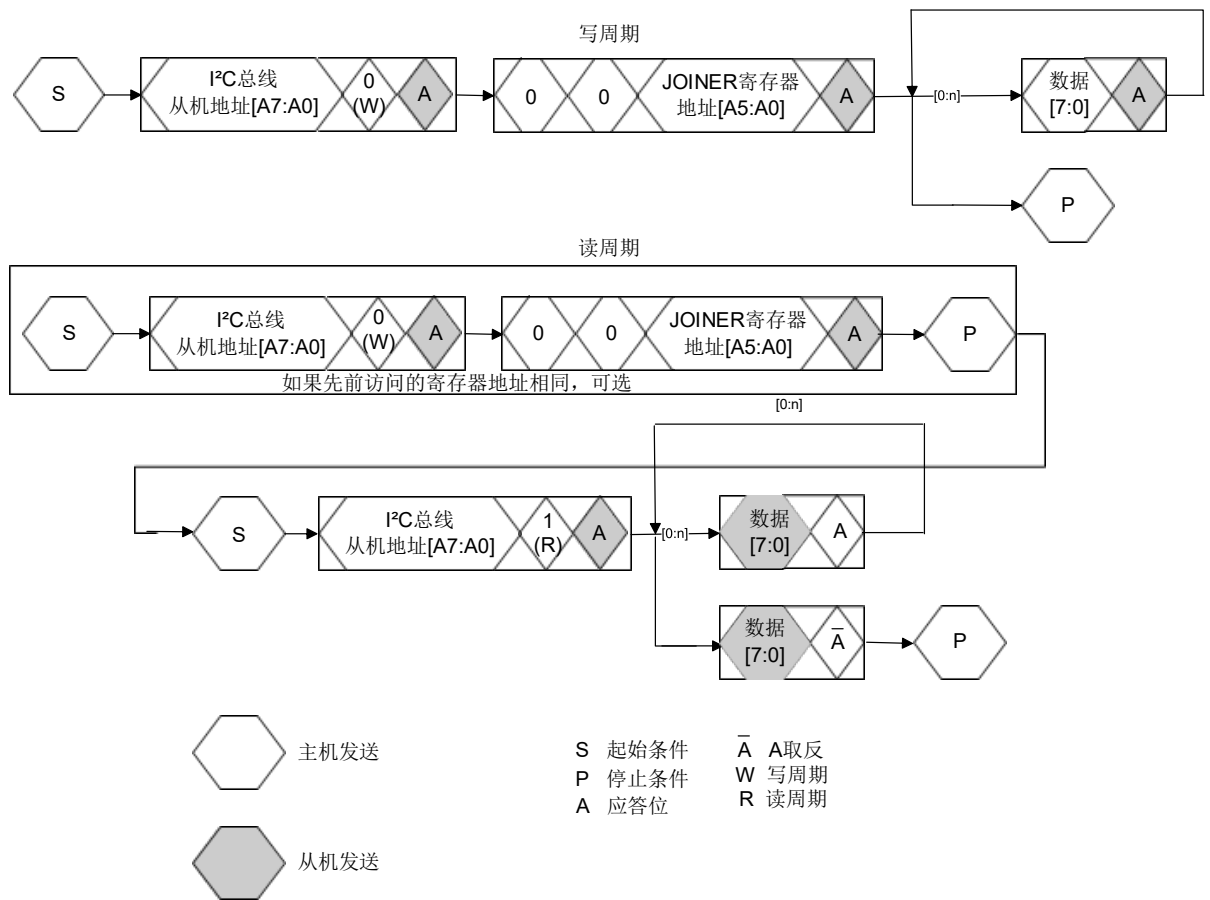 写周期
S
I²C总线
从机地址[A7:A0]
0
(W)
A
0
0
JOINER寄存器
地址[A5:A0]
A
[0:n]
数据
[7:0]
A
P
读周期
S
I²C总线
从机地址[A7:A0]
0
(W)
A
0
0
JOINER寄存器
地址[A5:A0]
A
P
如果先前访问的寄存器地址相同，可选
[0:n]
S
I²C总线
从机地址[A7:A0]
1
(R)
A
[0:n]
数据
[7:0]
A
数据
[7:0]
A̅
P
主机发送
S 起始条件
A̅ A取反
P 停止条件
W 写周期
A 应答位
R 读周期
从机发送